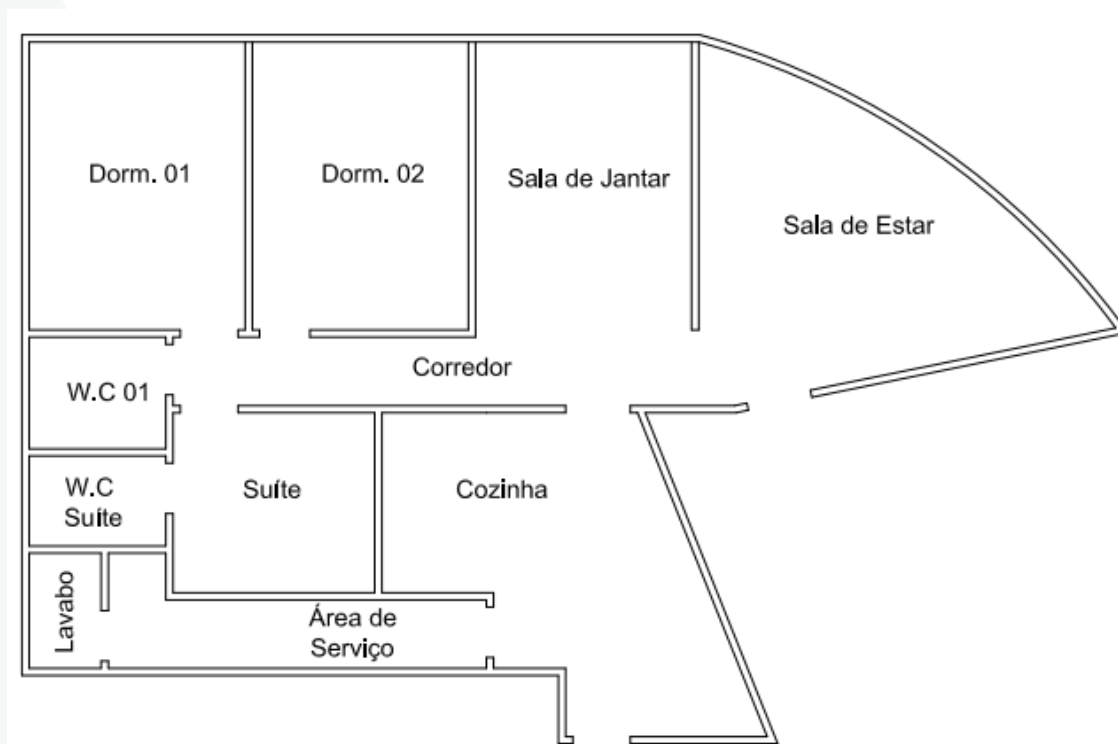 Dorm. 01
Dorm. 02
Sala de Jantar
Sala de Estar
Corredor
W.C 01
W.C
Suíte
Suíte
Cozinha
Lavabo
Área de
Serviço